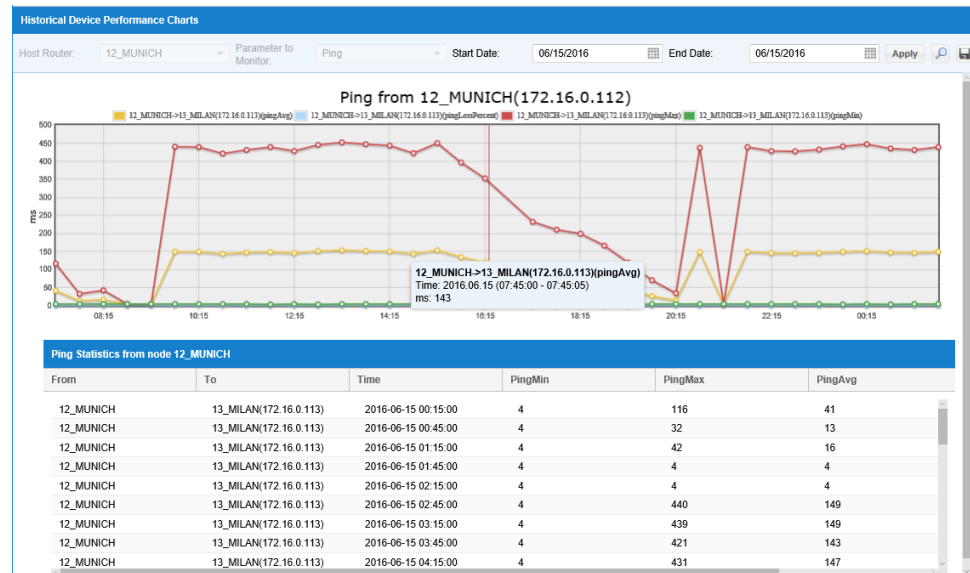 Historical Device Performance Charts
Host Router: 12_MUNICH Parameter to Monitor: Ping Start Date: 06/15/2016 End Date: 06/15/2016 Apply
Ping from 12_MUNICH(172.16.0.112)
12_MUNICH->13_MILAN(172.16.0.113)(pingAvg) 12_MUNICH->13_MILAN(172.16.0.113)(pingLossPercent) 12_MUNICH->13_MILAN(172.16.0.113)(pingMax) 12_MUNICH->13_MILAN(172.16.0.113)(pingMin)
500
450
400
350
300
250
200
150
100
50
0
ms
12_MUNICH->13_MILAN(172.16.0.113)(pingAvg)
Time: 2016.06.15 (07:45:00 - 07:45:05)
ms: 143
08:15 10:15 12:15 14:15 16:15 18:15 20:15 22:15 00:15
Ping Statistics from node 12_MUNICH
From To Time PingMin PingMax PingAvg
12_MUNICH 13_MILAN(172.16.0.113) 2016-06-15 00:15:00 4 116 41
12_MUNICH 13_MILAN(172.16.0.113) 2016-06-15 00:45:00 4 32 13
12_MUNICH 13_MILAN(172.16.0.113) 2016-06-15 01:15:00 4 42 16
12_MUNICH 13_MILAN(172.16.0.113) 2016-06-15 01:45:00 4 4 4
12_MUNICH 13_MILAN(172.16.0.113) 2016-06-15 02:15:00 4 4 4
12_MUNICH 13_MILAN(172.16.0.113) 2016-06-15 02:45:00 4 440 149
12_MUNICH 13_MILAN(172.16.0.113) 2016-06-15 03:15:00 4 439 149
12_MUNICH 13_MILAN(172.16.0.113) 2016-06-15 03:45:00 4 421 143
12_MUNICH 13_MILAN(172.16.0.113) 2016-06-15 04:15:00 4 431 147